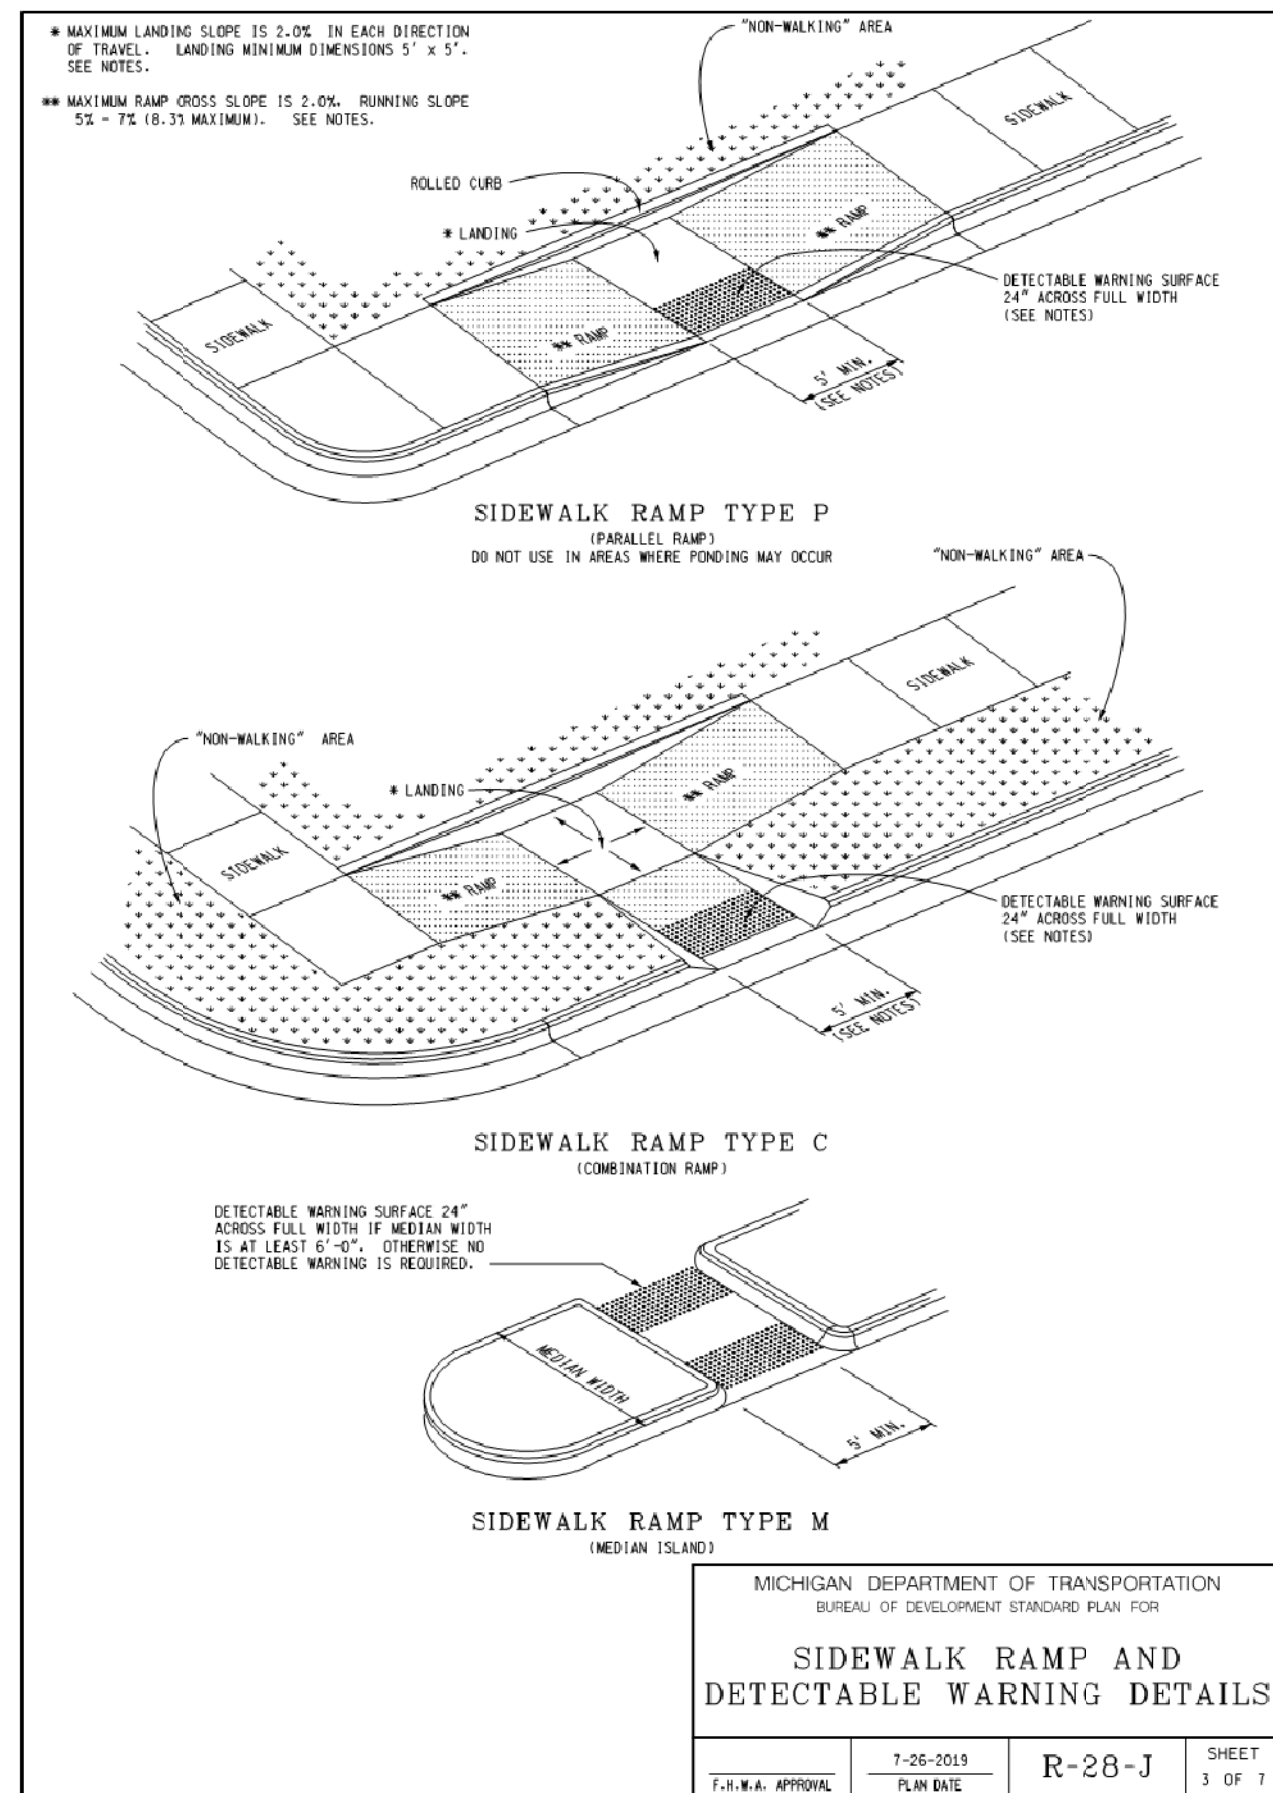 * MAXIMUM LANDING SLOPE IS 2.0% IN EACH DIRECTION
OF TRAVEL. LANDING MINIMUM DIMENSIONS 5' x 5'.
SEE NOTES.
** MAXIMUM RAMP CROSS SLOPE IS 2.0%. RUNNING SLOPE
5% - 7% (8.3% MAXIMUM). SEE NOTES.
"NON-WALKING" AREA
SIDEWALK
ROLLED CURB
* LANDING
** RAMP
DETECTABLE WARNING SURFACE
24" ACROSS FULL WIDTH
(SEE NOTES)
SIDEWALK
** RAMP
5' MIN.
(SEE NOTES)
SIDEWALK RAMP TYPE P
(PARALLEL RAMP)
DO NOT USE IN AREAS WHERE PONDING MAY OCCUR
"NON-WALKING" AREA
SIDEWALK
"NON-WALKING" AREA
* LANDING
** RAMP
SIDEWALK
** RAMP
DETECTABLE WARNING SURFACE
24" ACROSS FULL WIDTH
(SEE NOTES)
5' MIN.
(SEE NOTES)
SIDEWALK RAMP TYPE C
(COMBINATION RAMP)
DETECTABLE WARNING SURFACE 24"
ACROSS FULL WIDTH IF MEDIAN WIDTH
IS AT LEAST 6'-0". OTHERWISE NO
DETECTABLE WARNING IS REQUIRED.
MEDIAN WIDTH
5' MIN.
SIDEWALK RAMP TYPE M
(MEDIAN ISLAND)
MICHIGAN DEPARTMENT OF TRANSPORTATION
BUREAU OF DEVELOPMENT STANDARD PLAN FOR
SIDEWALK RAMP AND
DETECTABLE WARNING DETAILS
F.H.W.A. APPROVAL
7-26-2019
PLAN DATE
R-28-J
SHEET
3 OF 7